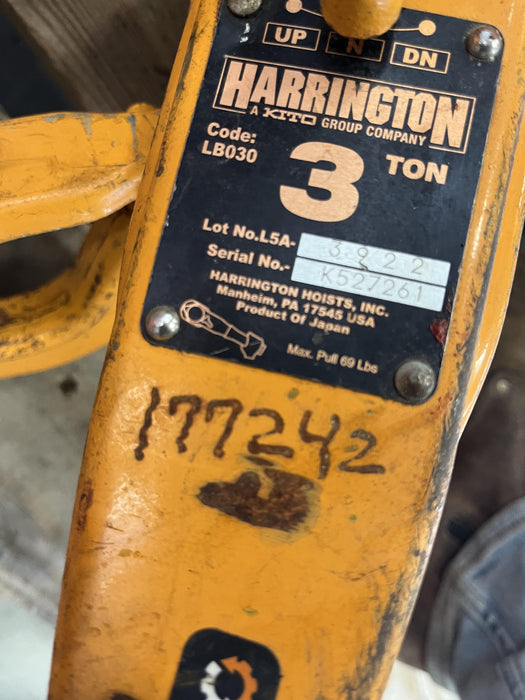 UP N DN
HARRINGTON
A KITO GROUP COMPANY
Code:
LB030
3 TON
Lot No.L5A- 3922
Serial No.- K527261
HARRINGTON HOISTS, INC.
Manheim, PA 17545 USA
Product Of Japan
Max. Pull 69 Lbs
177242